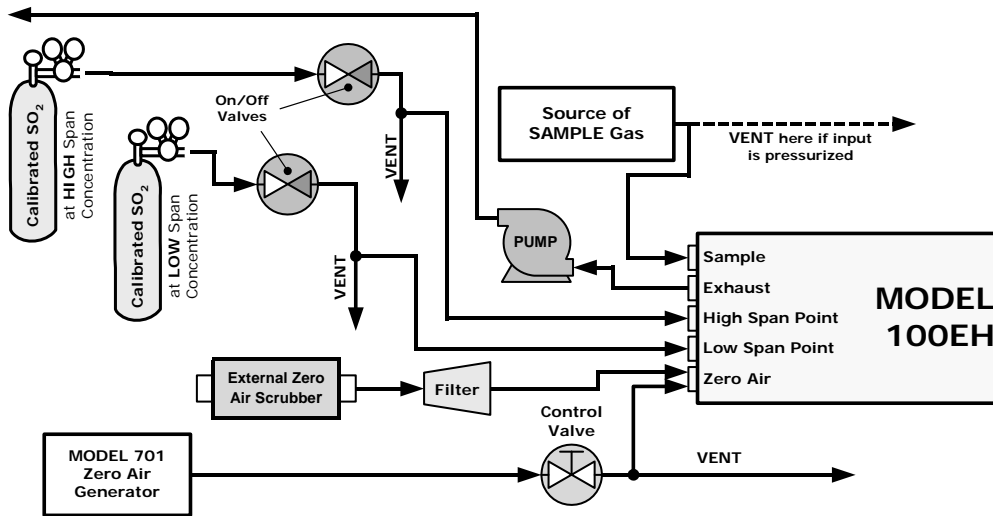 Calibrated SO2
at HIGH Span
Concentration
Calibrated SO2
at LOW Span
Concentration
On/Off
Valves
VENT
VENT
Source of
SAMPLE Gas
VENT here if input
is pressurized
PUMP
Sample
Exhaust
High Span Point
Low Span Point
Zero Air
MODEL
100EH
External Zero
Air Scrubber
Filter
Control
Valve
MODEL 701
Zero Air
Generator
VENT